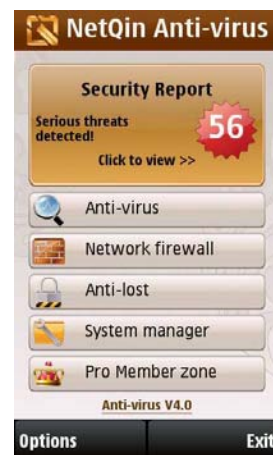 NetQin Anti-virus
Security Report
Serious threats
detected!
56
Click to view >>
Anti-virus
Network firewall
Anti-lost
System manager
Pro Member zone
Anti-virus V4.0
Options Exit